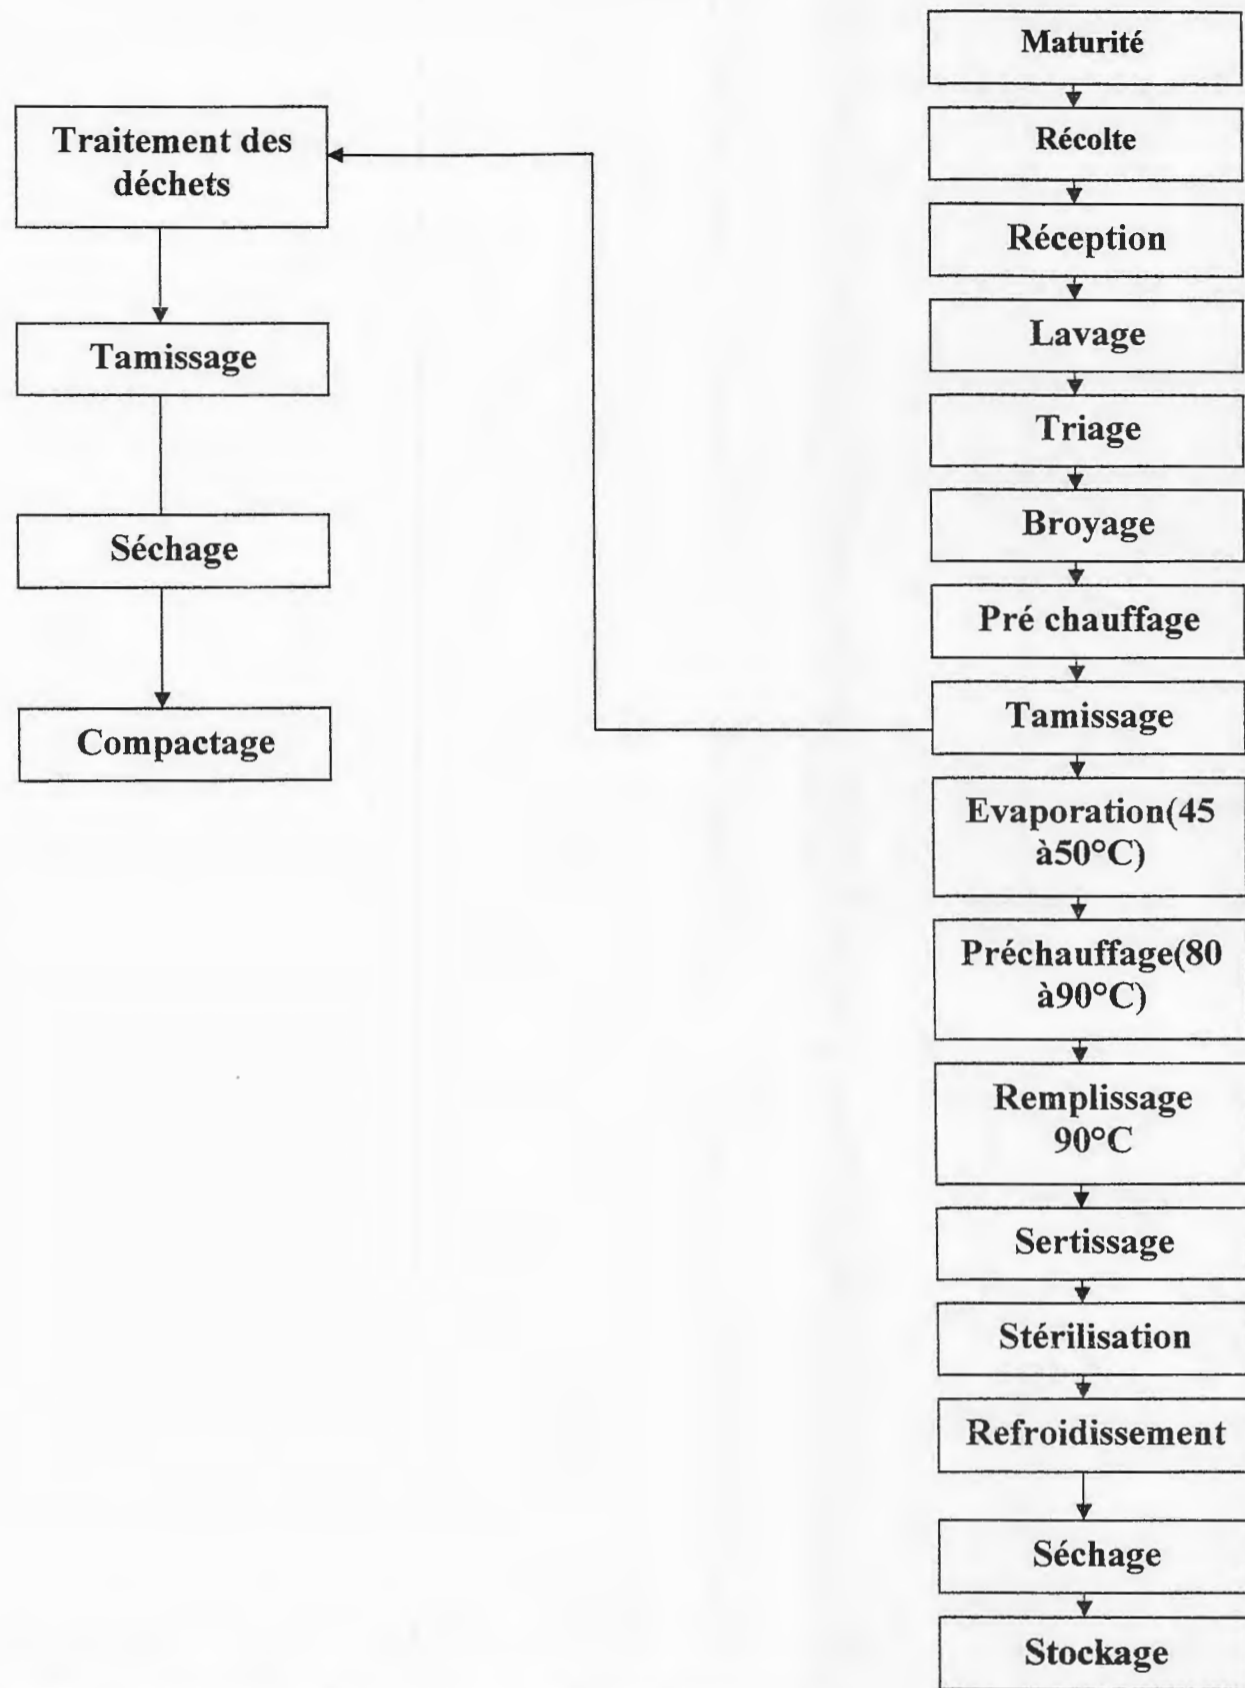 Maturité
Récolte
Réception
Lavage
Triage
Broyage
Pré chauffage
Tamissage
Evaporation(45
à50°C)
Préchauffage(80
à90°C)
Remplissage
90°C
Sertissage
Stérilisation
Refroidissement
Séchage
Stockage
Traitement des
déchets
Tamissage
Séchage
Compactage